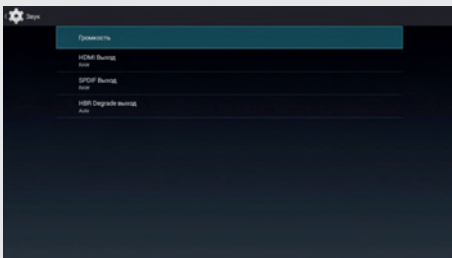 Звук
Громкость
HDMI Выход
SPDIF Выход
HBR Degrade выход
Auto